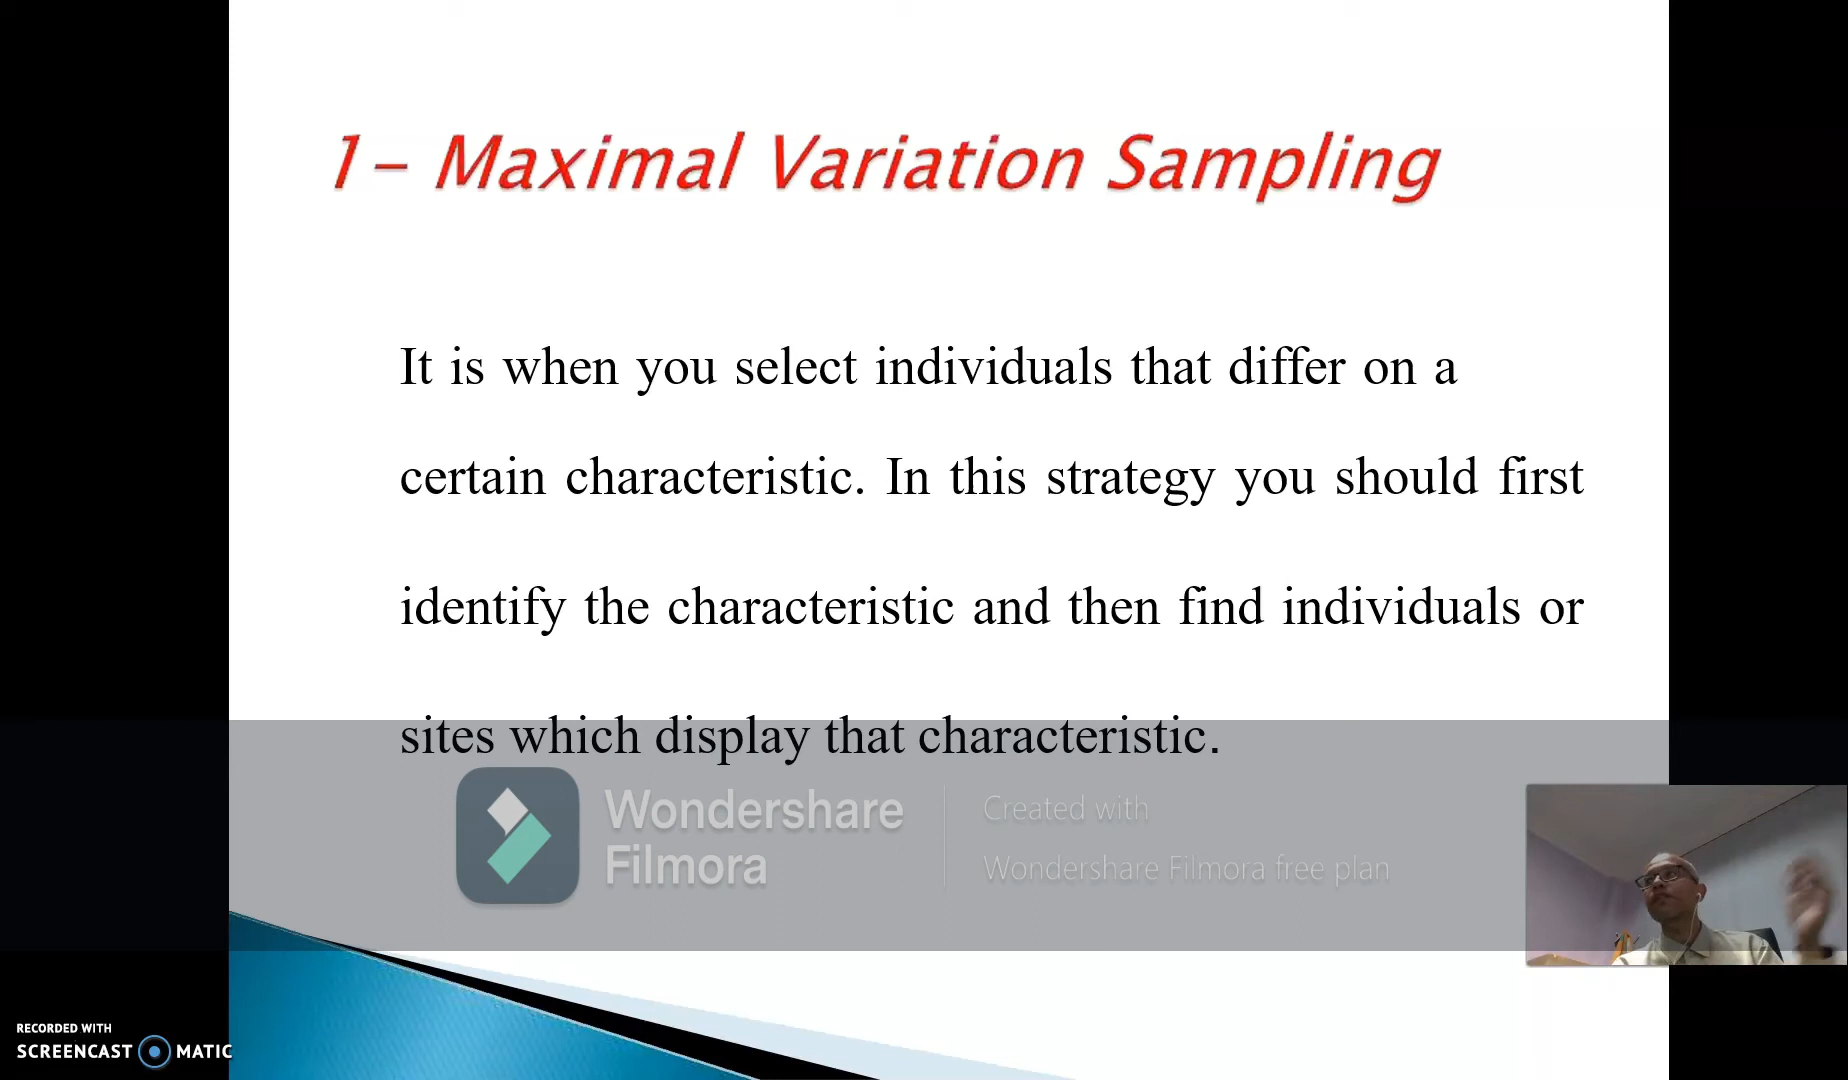 1 – Maximal Variation Sampling
It is when you select individuals that differ on a
certain characteristic. In this strategy you should first
identify the characteristic and then find individuals or
sites which display that characteristic.
Wondershare
Filmora
Created with
Wondershare Filmora free plan
RECORDED WITH
SCREENCAST MATIC